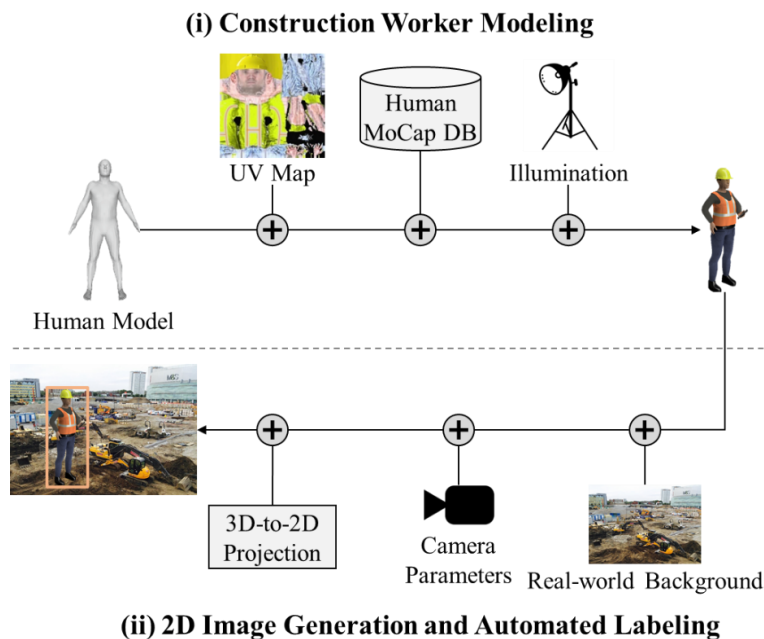 (i) Construction Worker Modeling
Human
MoCap DB
UV Map
Illumination
Human Model
3D-to-2D
Projection
Camera
Parameters
Real-world Background
(ii) 2D Image Generation and Automated Labeling